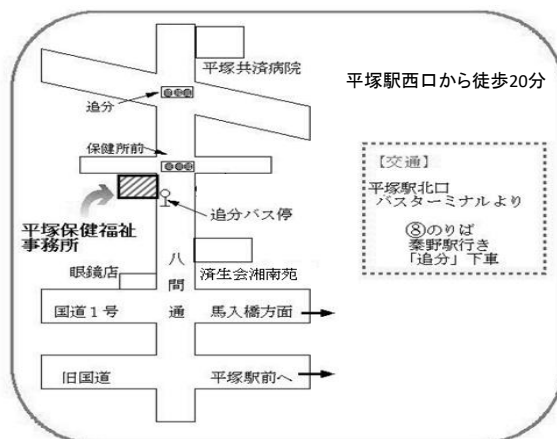 平塚共済病院
平塚駅西口から徒歩20分
追分
保健所前
【交通】
平塚駅北口
バスターミナルより
⑧のりば
秦野駅行き
「追分」下車
追分バス停
平塚保健福祉
事務所
八間通
済生会湘南苑
眼鏡店
国道1号
馬入橋方面
旧国道
平塚駅前へ